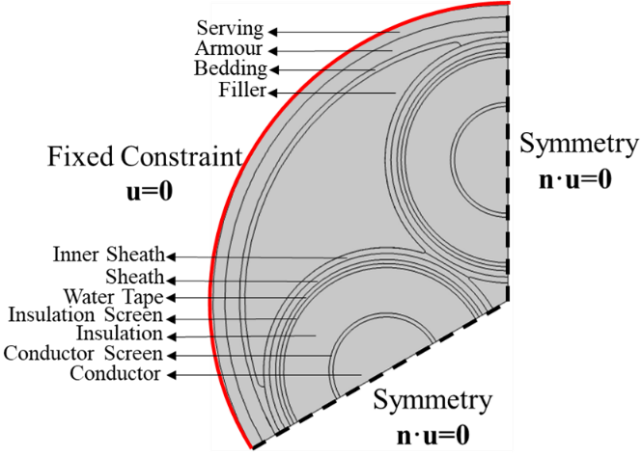 Serving
Armour
Bedding
Filler
Fixed Constraint
u=0
Symmetry
n·u=0
Inner Sheath
Sheath
Water Tape
Insulation Screen
Insulation
Conductor Screen
Conductor
Symmetry
n·u=0